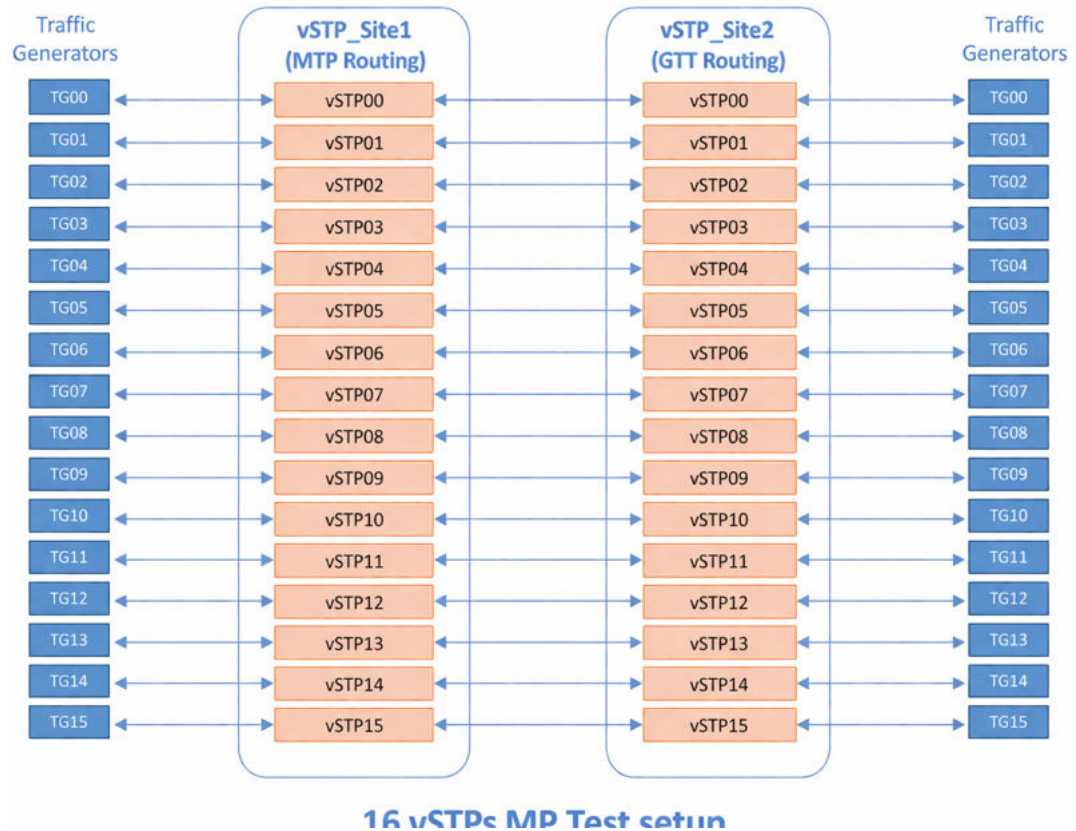 Traffic
Generators
vSTP_Site1
(MTP Routing)
vSTP_Site2
(GTT Routing)
Traffic
Generators
TG00 vSTP00 vSTP00 TG00
TG01 vSTP01 vSTP01 TG01
TG02 vSTP02 vSTP02 TG02
TG03 vSTP03 vSTP03 TG03
TG04 vSTP04 vSTP04 TG04
TG05 vSTP05 vSTP05 TG05
TG06 vSTP06 vSTP06 TG06
TG07 vSTP07 vSTP07 TG07
TG08 vSTP08 vSTP08 TG08
TG09 vSTP09 vSTP09 TG09
TG10 vSTP10 vSTP10 TG10
TG11 vSTP11 vSTP11 TG11
TG12 vSTP12 vSTP12 TG12
TG13 vSTP13 vSTP13 TG13
TG14 vSTP14 vSTP14 TG14
TG15 vSTP15 vSTP15 TG15
16 vSTPs MP Test setup